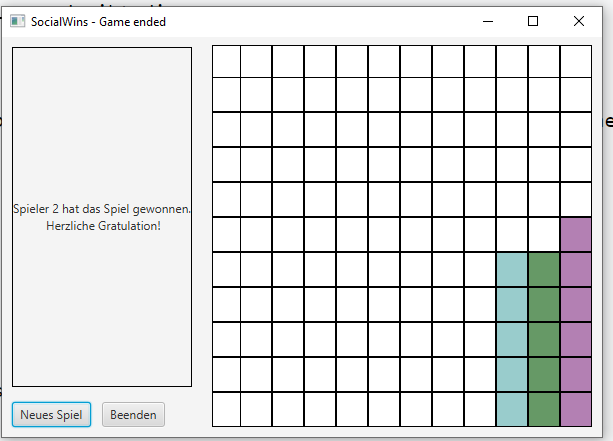 SocialWins - Game ended
Spieler 2 hat das Spiel gewonnen.
Herzliche Gratulation!
Neues Spiel
Beenden